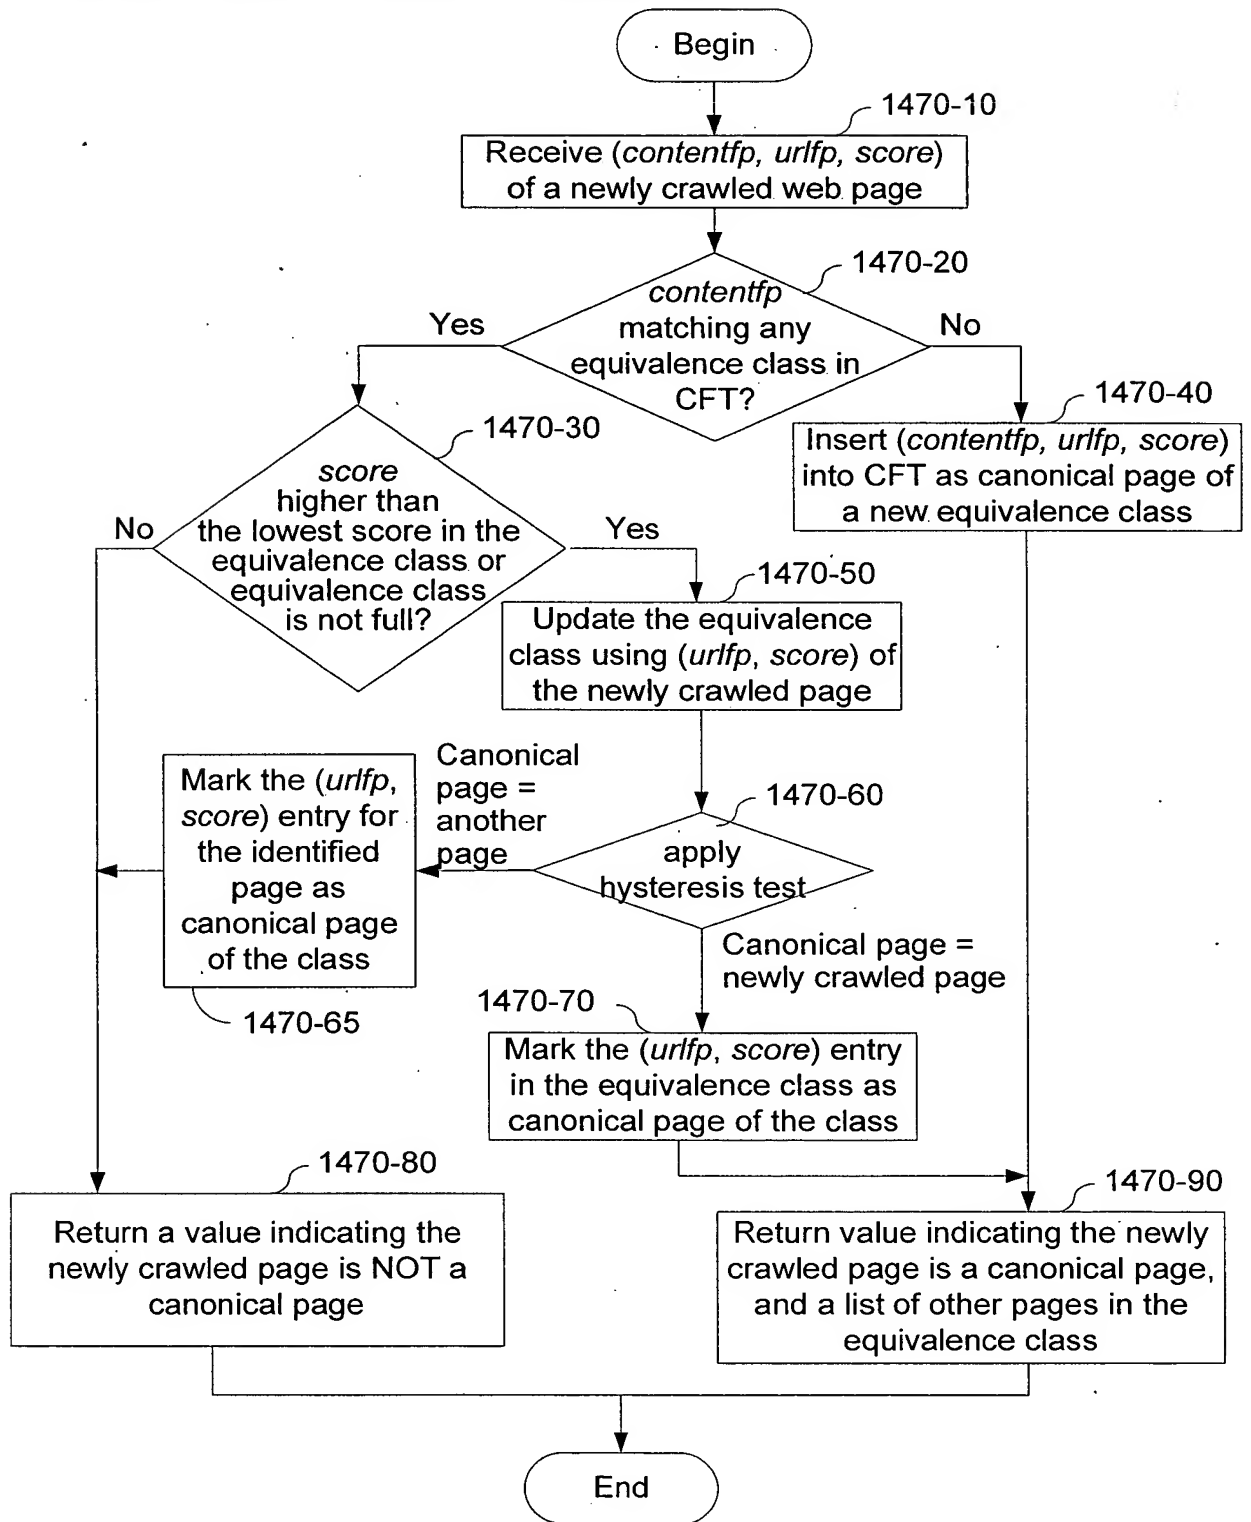 Begin
1470-10
Receive (contentfp, urlfp, score)
of a newly crawled web page
1470-20
contentfp
matching any
equivalence class in
CFT?
Yes
No
1470-30
score
higher than
the lowest score in the
equivalence class or
equivalence class
is not full?
No
Yes
1470-40
Insert (contentfp, urlfp, score)
into CFT as canonical page of
a new equivalence class
1470-50
Update the equivalence
class using (urlfp, score) of
the newly crawled page
1470-60
apply
hysteresis test
Canonical
page =
another
page
Mark the (urlfp,
score) entry for
the identified
page as
canonical page
of the class
1470-65
Canonical page =
newly crawled page
1470-70
Mark the (urlfp, score) entry
in the equivalence class as
canonical page of the class
1470-80
Return a value indicating the
newly crawled page is NOT a
canonical page
1470-90
Return value indicating the newly
crawled page is a canonical page,
and a list of other pages in the
equivalence class
End